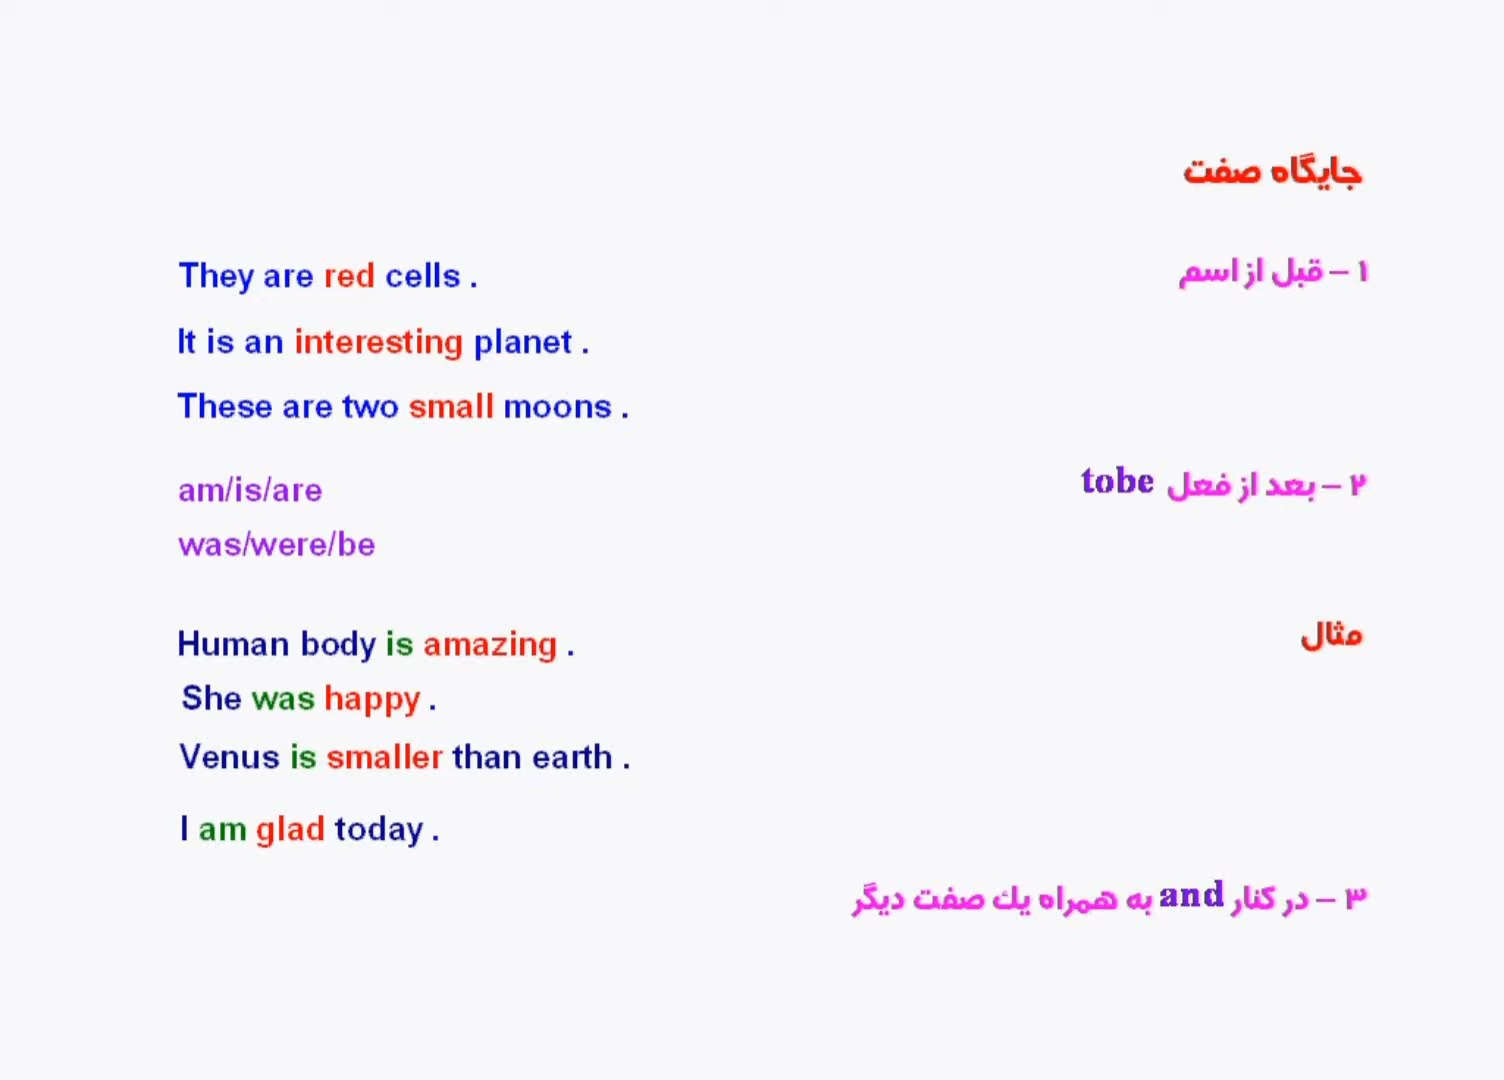 جایگاه صفت
۱ – قبل از اسم
They are red cells .
It is an interesting planet .
These are two small moons .
۲ – بعد از فعل tobe
am/is/are
was/were/be
مثال
Human body is amazing .
She was happy .
Venus is smaller than earth .
I am glad today .
۳ – در کنار and به همراه يك صفت ديگر